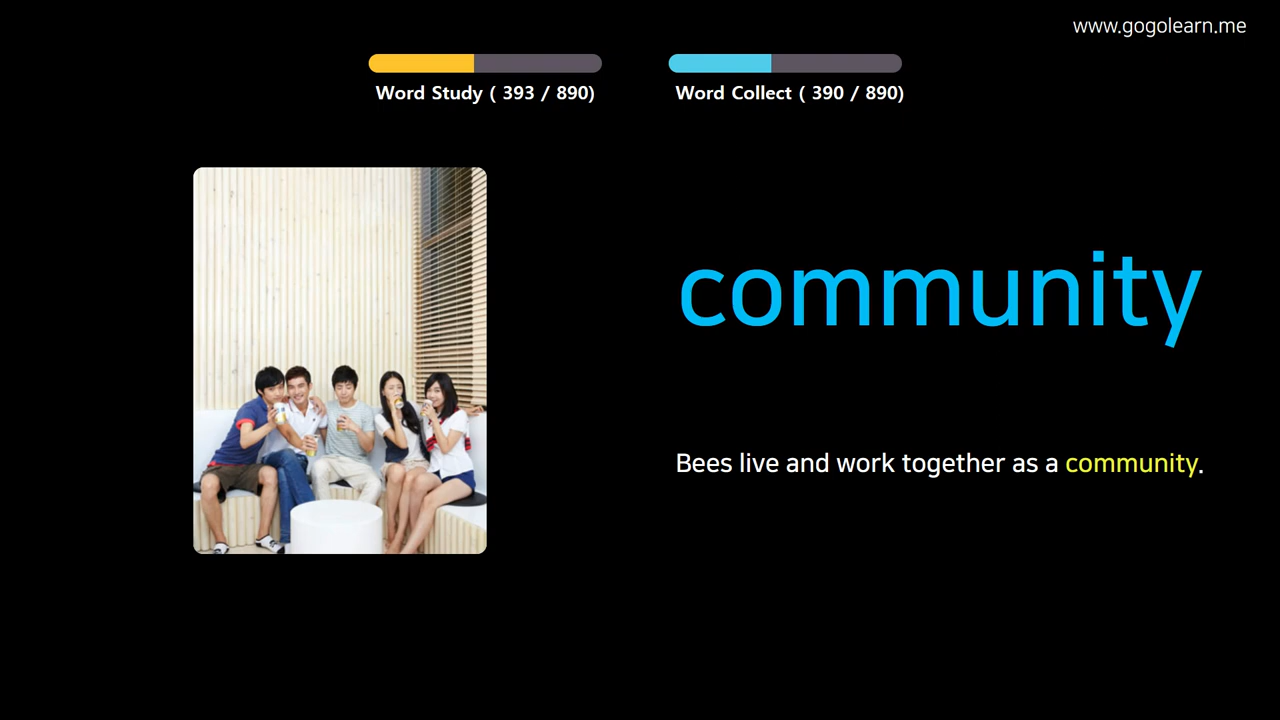 www.gogolearn.me
Word Study ( 393 / 890)
Word Collect ( 390 / 890)
community
Bees live and work together as a community.